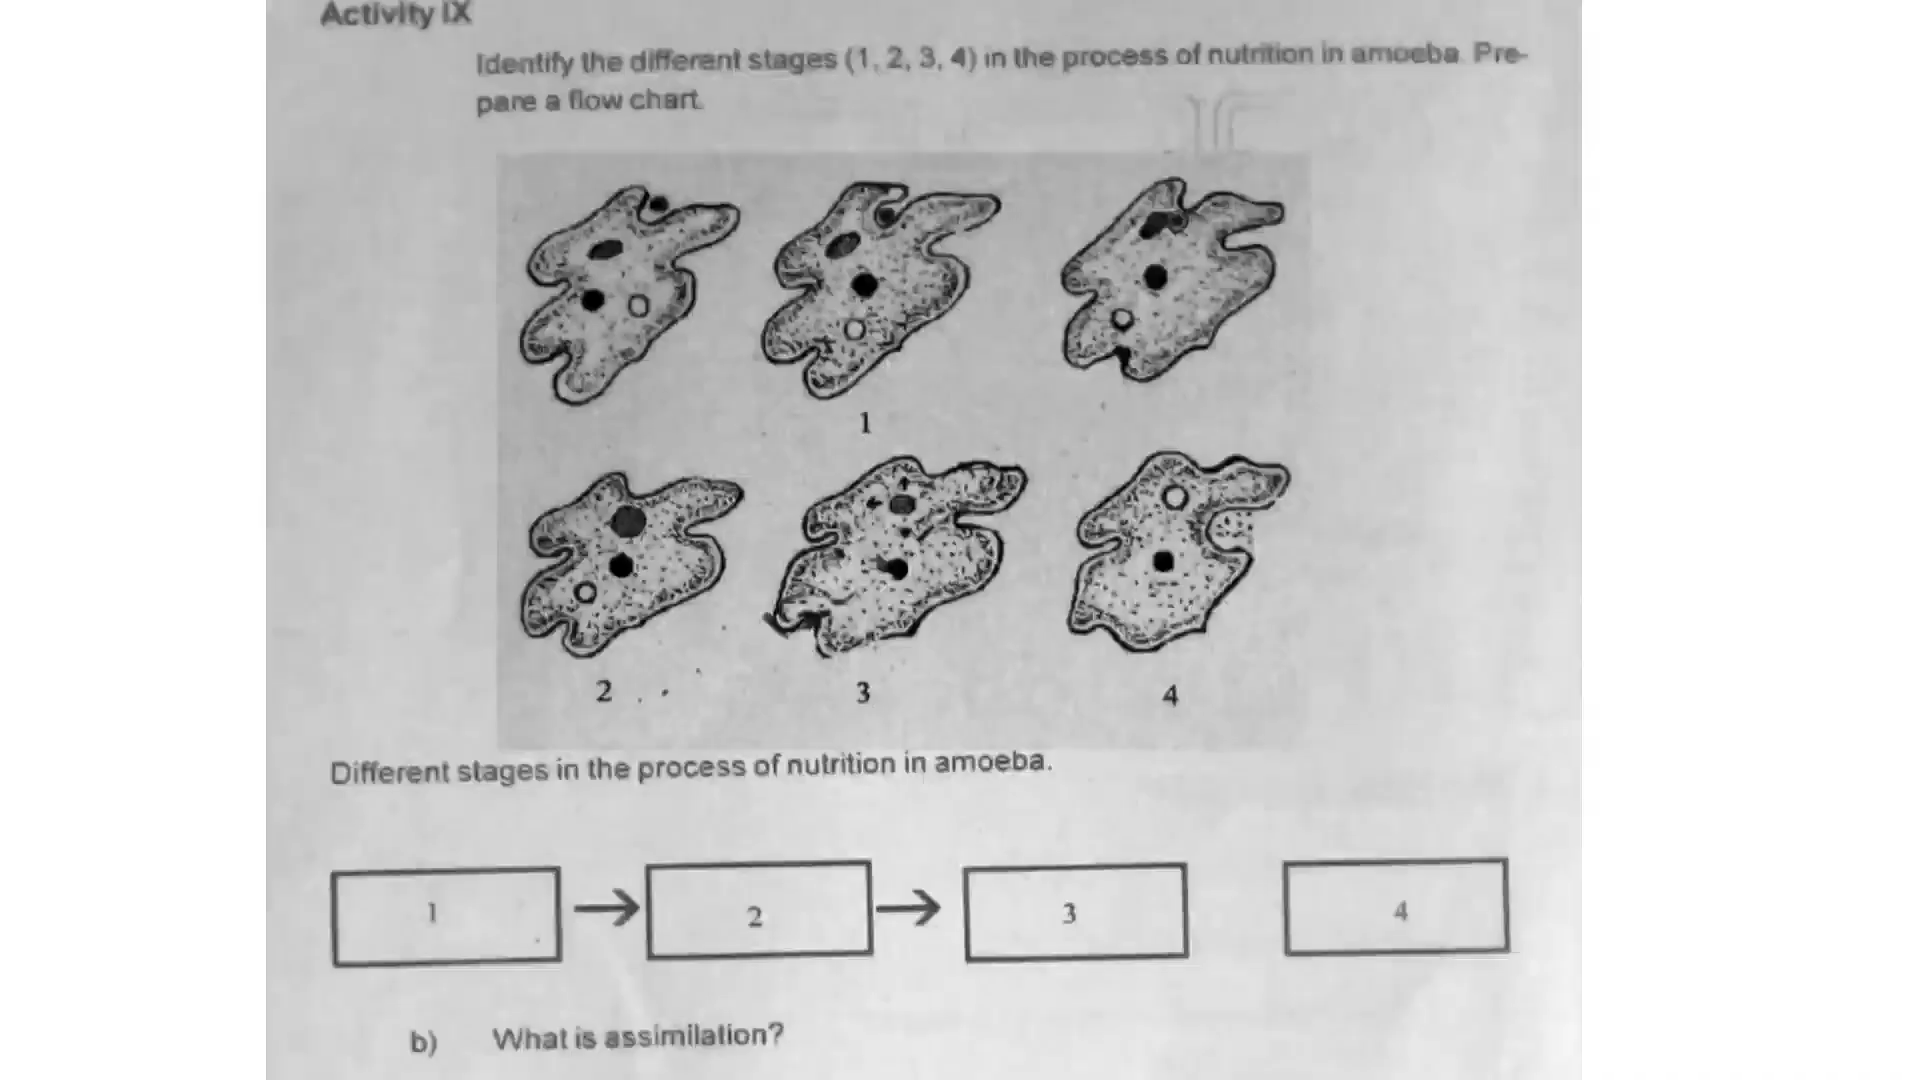 Activity IX
Identify the different stages (1, 2, 3, 4) in the process of nutrition in amoeba. Pre-
pare a flow chart.
1
2
3
4
Different stages in the process of nutrition in amoeba.
1
2
3
4
b) What is assimilation?